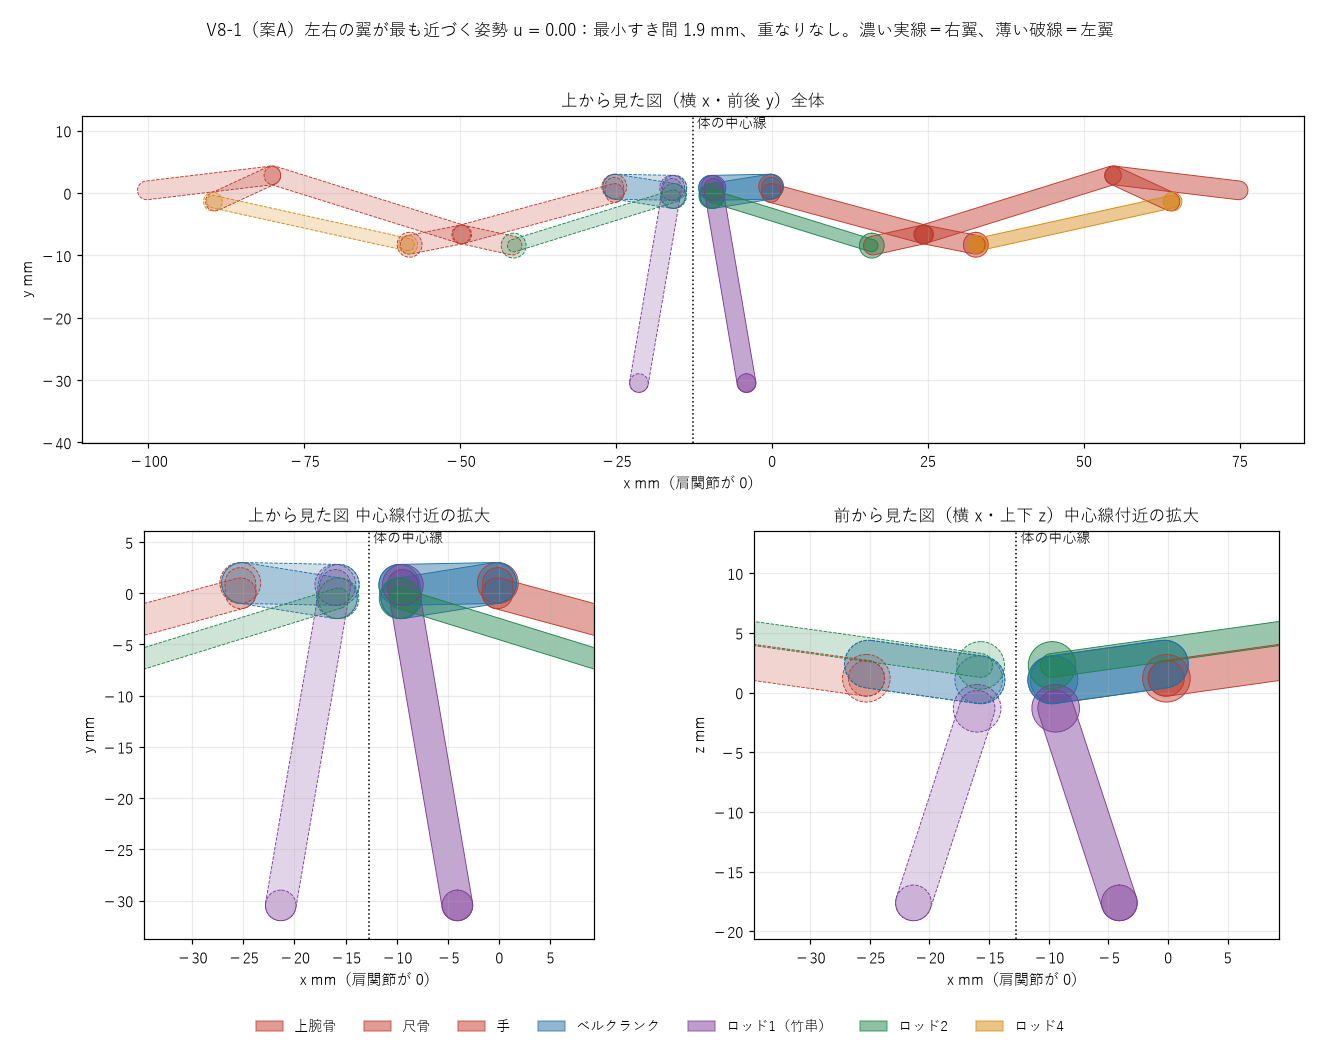 V8-1（案A）左右の翼が最も近づく姿勢 u = 0.00：最小すき間 1.9 mm、重なりなし。濃い実線＝右翼、薄い破線＝左翼
上から見た図（横 x・前後 y）全体
体の中心線
10
0
−10
−20
−30
−40
y mm
−100
−75
−50
−25
0
25
50
75
x mm（肩関節が 0）
上から見た図 中心線付近の拡大
体の中心線
5
0
−5
−10
−15
−20
−25
−30
y mm
−30
−25
−20
−15
−10
−5
0
5
x mm（肩関節が 0）
前から見た図（横 x・上下 z）中心線付近の拡大
体の中心線
10
5
0
−5
−10
−15
−20
z mm
−30
−25
−20
−15
−10
−5
0
5
x mm（肩関節が 0）
上腕骨
尺骨
手
ベルクランク
ロッド1（竹串）
ロッド2
ロッド4